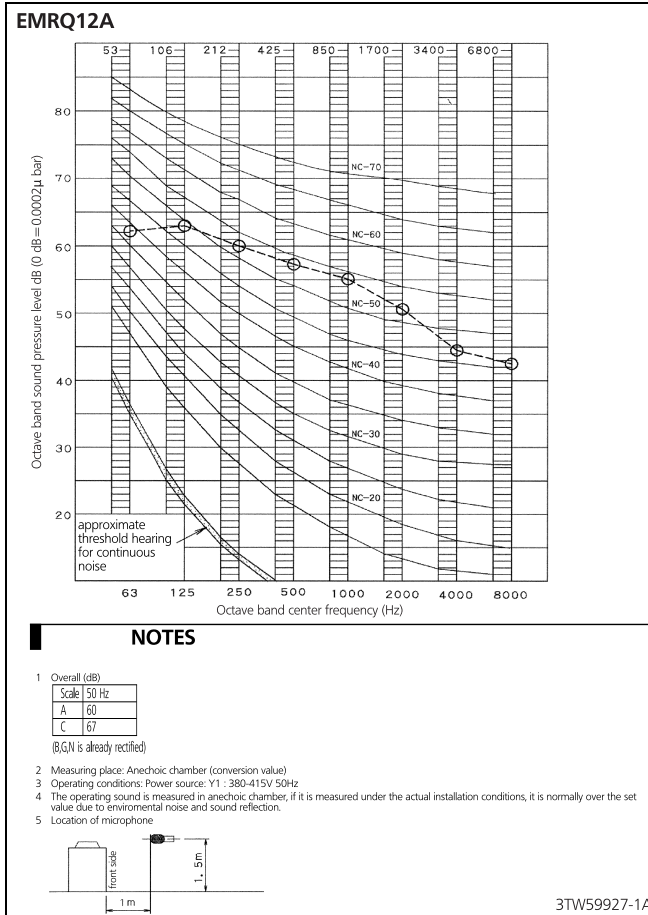 EMRQ12A
53 106 212 425 850 1700 3400 6800
Octave band sound pressure level dB (0 dB=0.0002µ bar)
80
70
60
50
40
30
20
NC-70
NC-60
NC-50
NC-40
NC-30
NC-20
approximate
threshold hearing
for continuous
noise
63 125 250 500 1000 2000 4000 8000
Octave band center frequency (Hz)
NOTES
1 Overall (dB)
Scale 50 Hz
A 60
C 67
(B,G,N is already rectified)
2 Measuring place: Anechoic chamber (conversion value)
3 Operating conditions: Power source: Y1 : 380-415V 50Hz
4 The operating sound is measured in anechoic chamber, if it is measured under the actual installation conditions, it is normally over the set
value due to enviromental noise and sound reflection.
5 Location of microphone
front side
1.5m
1 m
3TW59927-1A